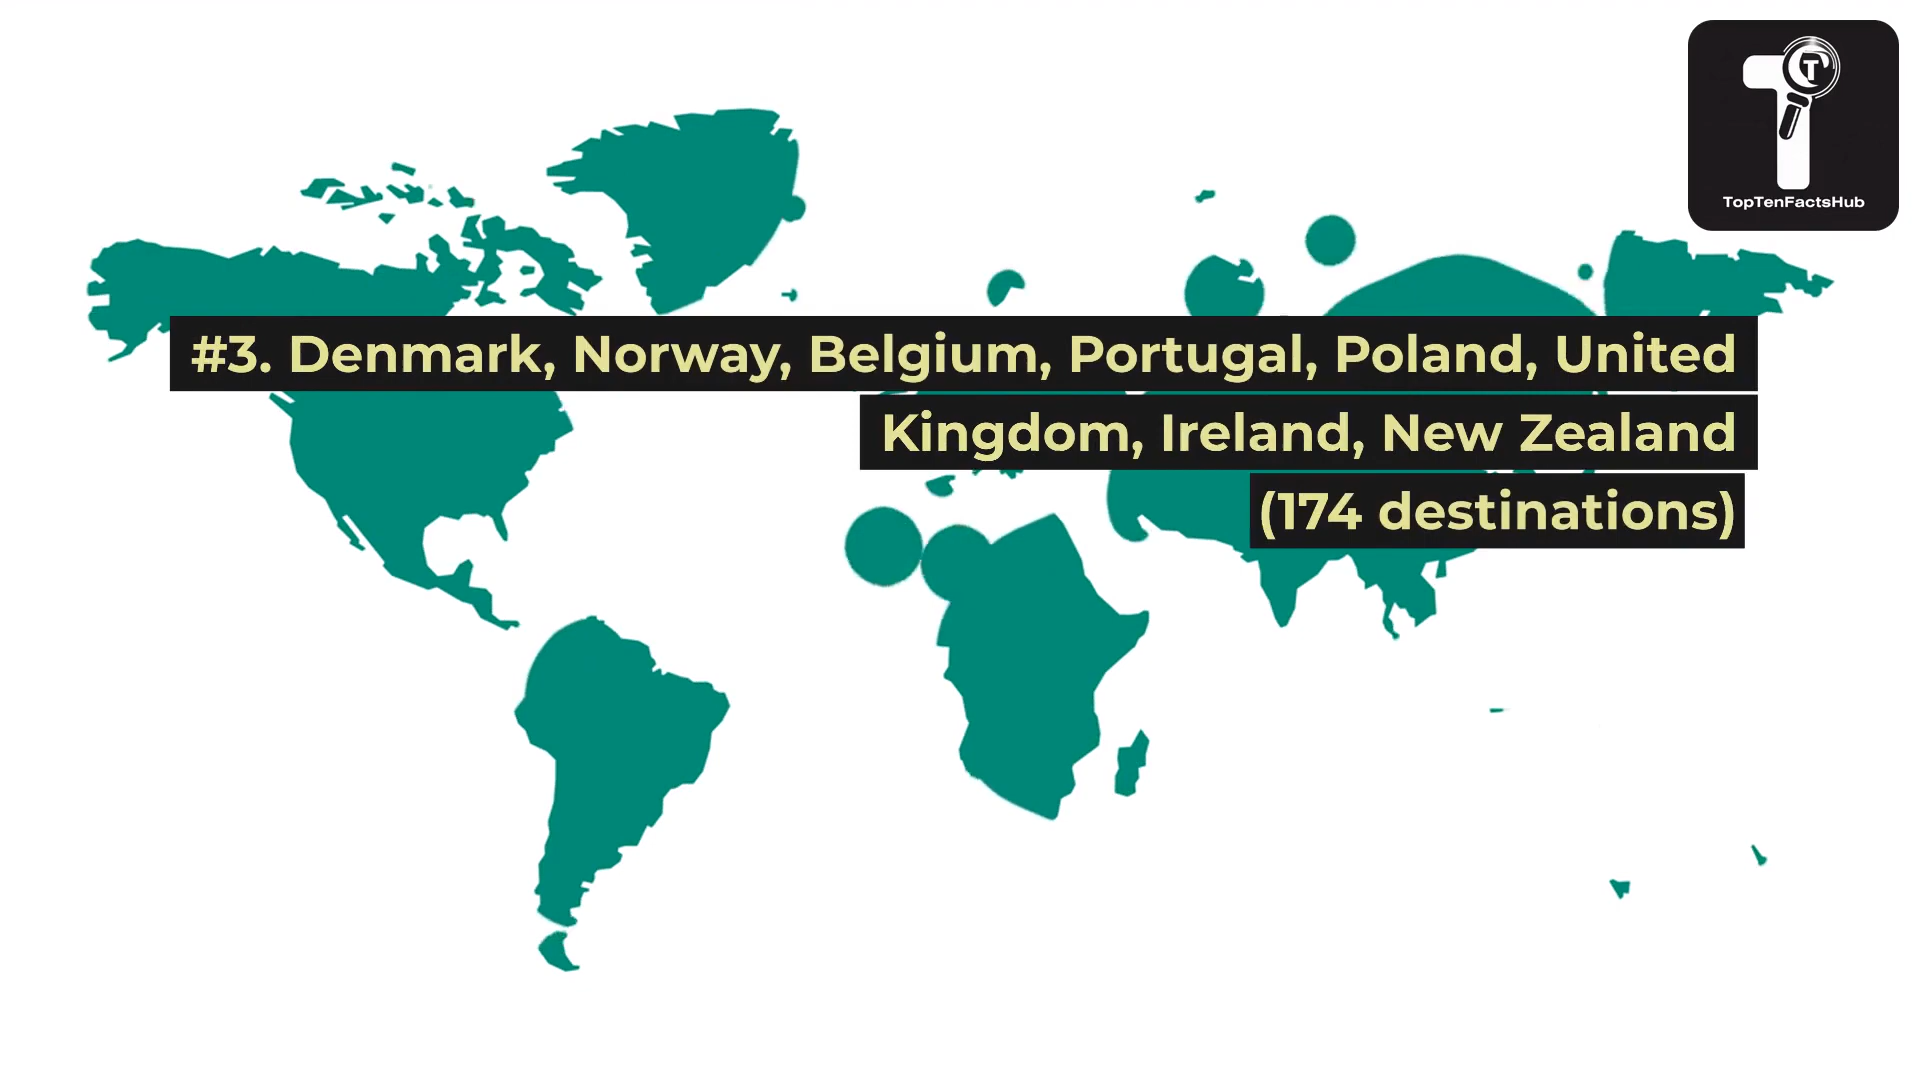 T
TopTenFactsHub
#3. Denmark, Norway, Belgium, Portugal, Poland, United
Kingdom, Ireland, New Zealand
(174 destinations)